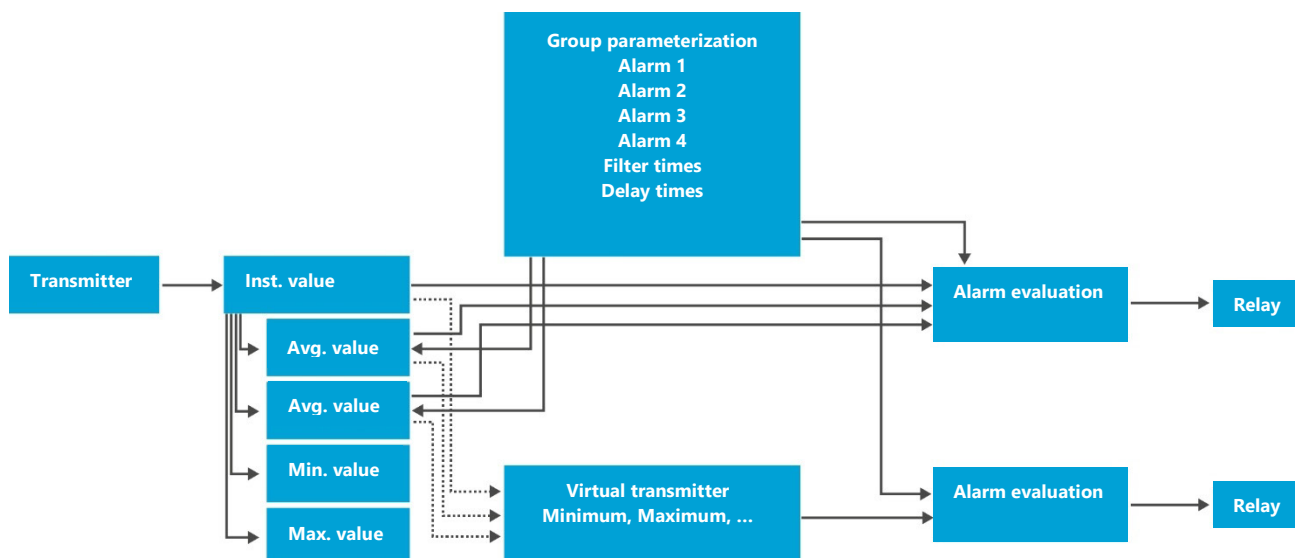 Group parameterization
Alarm 1
Alarm 2
Alarm 3
Alarm 4
Filter times
Delay times
Transmitter
Inst. value
Alarm evaluation
Relay
Avg. value
Avg. value
Min. value
Max. value
Virtual transmitter
Minimum, Maximum, ...
Alarm evaluation
Relay